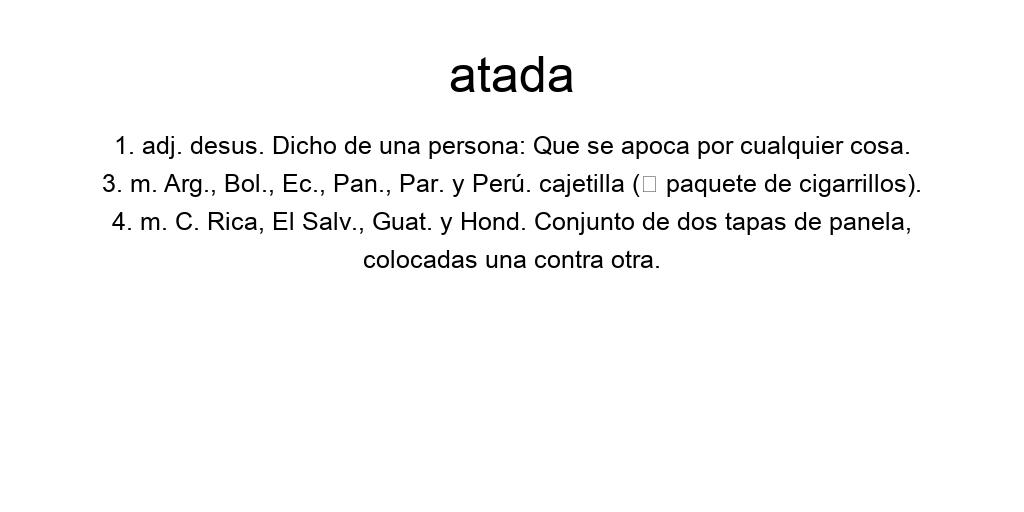 atada
1. adj. desus. Dicho de una persona: Que se apoca por cualquier cosa.
3. m. Arg., Bol., Ec., Pan., Par. y Perú. cajetilla (▯ paquete de cigarrillos).
4. m. C. Rica, El Salv., Guat. y Hond. Conjunto de dos tapas de panela,
colocadas una contra otra.